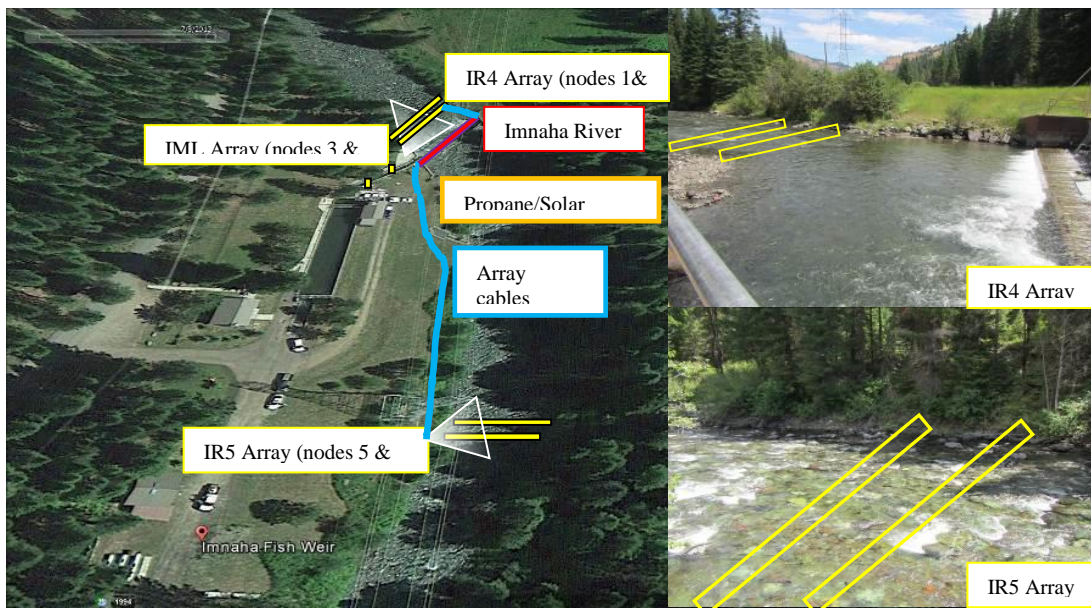 IR4 Array (nodes 1&
Imnaha River
IML Array (nodes 3 &
Propane/Solar
Array
cables
IR5 Array (nodes 5 &
Imnaha Fish Weir
1994
IR4 Array
IR5 Array